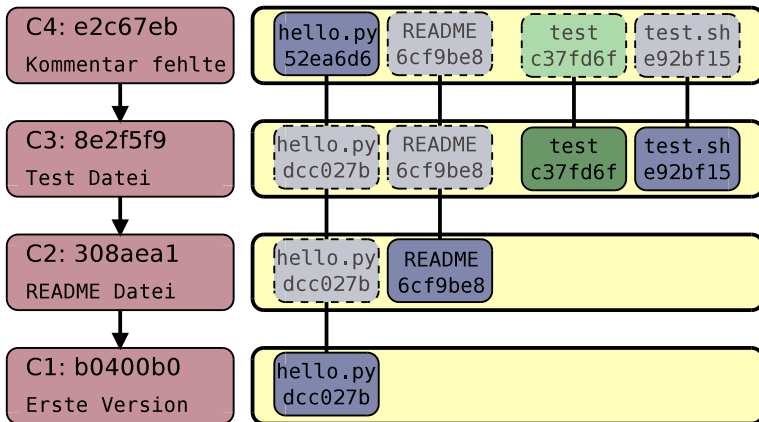 C4: e2c67eb
Kommentar fehlte
hello.py
52ea6d6
README
6cf9be8
test
c37fd6f
test.sh
e92bf15
C3: 8e2f5f9
Test Datei
hello.py
dcc027b
README
6cf9be8
test
c37fd6f
test.sh
e92bf15
C2: 308aea1
README Datei
hello.py
dcc027b
README
6cf9be8
C1: b0400b0
Erste Version
hello.py
dcc027b